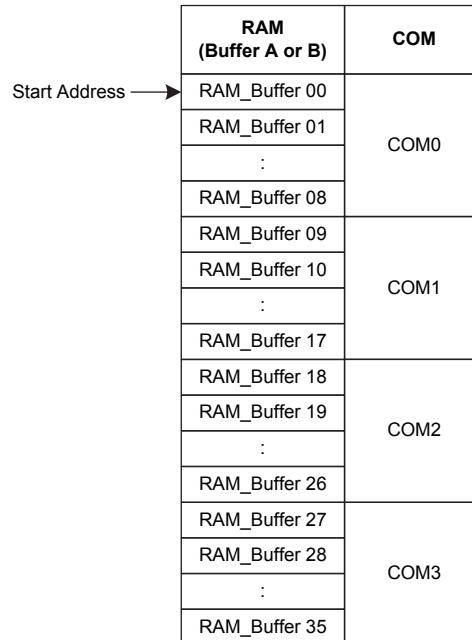 RAM
(Buffer A or B)
COM
Start Address
RAM_Buffer 00
RAM_Buffer 01
:
RAM_Buffer 08
COM0
RAM_Buffer 09
RAM_Buffer 10
:
RAM_Buffer 17
COM1
RAM_Buffer 18
RAM_Buffer 19
:
RAM_Buffer 26
COM2
RAM_Buffer 27
RAM_Buffer 28
:
RAM_Buffer 35
COM3